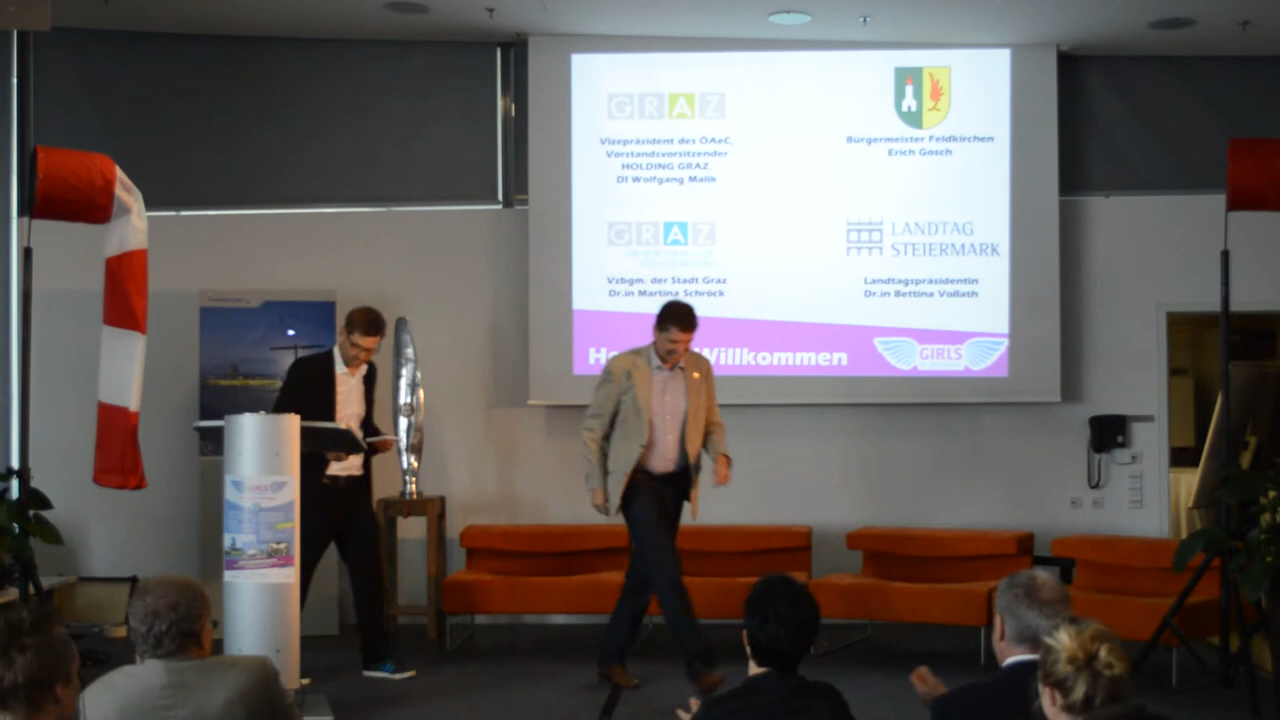 GRAZ
Vizepräsident des ÖAeC,
Vorstandsvorsitzender
HOLDING GRAZ,
DI Wolfgang Malik
Bürgermeister Feldkirchen
Erich Gosch
GRAZ
Vzbgm. der Stadt Graz
Dr.in Martina Schröck
LANDTAG
STEIERMARK
Landtagspräsidentin
Dr.in Bettina Vollath
Willkommen
GIRLS
GIRLS